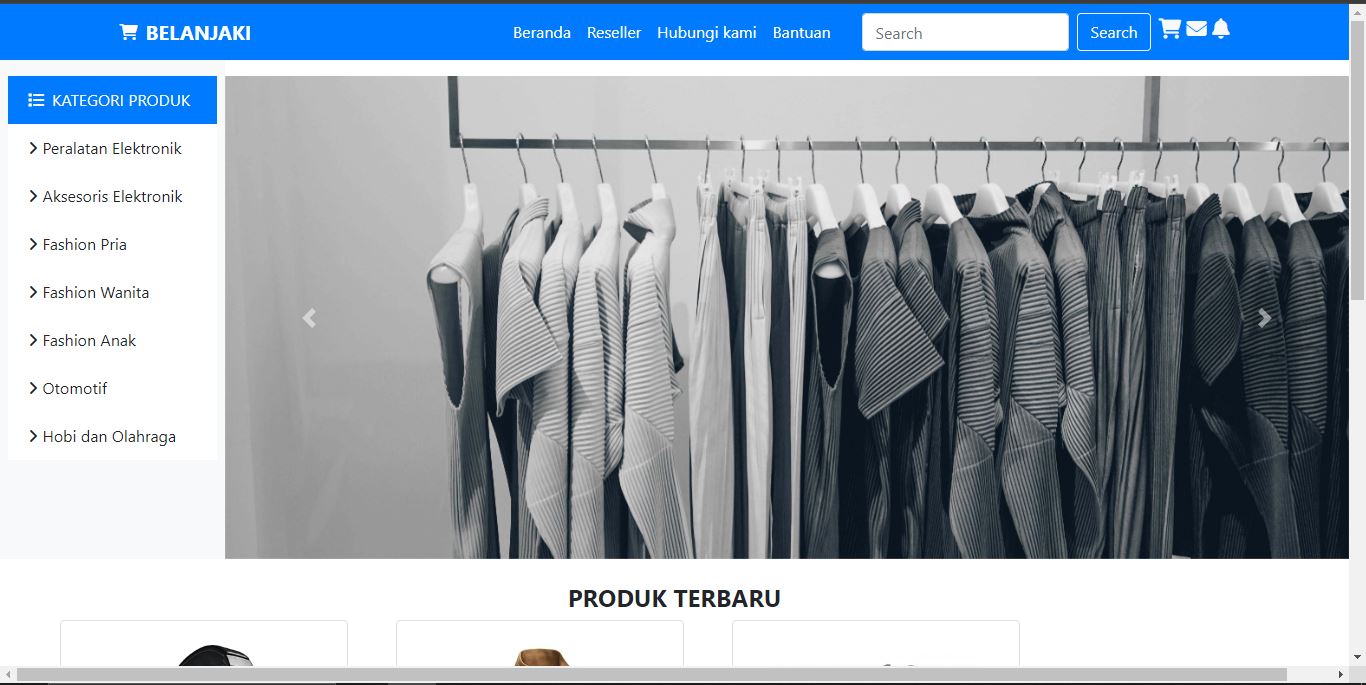 BELANJAKI
Beranda Reseller Hubungi kami Bantuan Search Search
KATEGORI PRODUK
Peralatan Elektronik
Aksesoris Elektronik
Fashion Pria
Fashion Wanita
Fashion Anak
Otomotif
Hobi dan Olahraga
PRODUK TERBARU